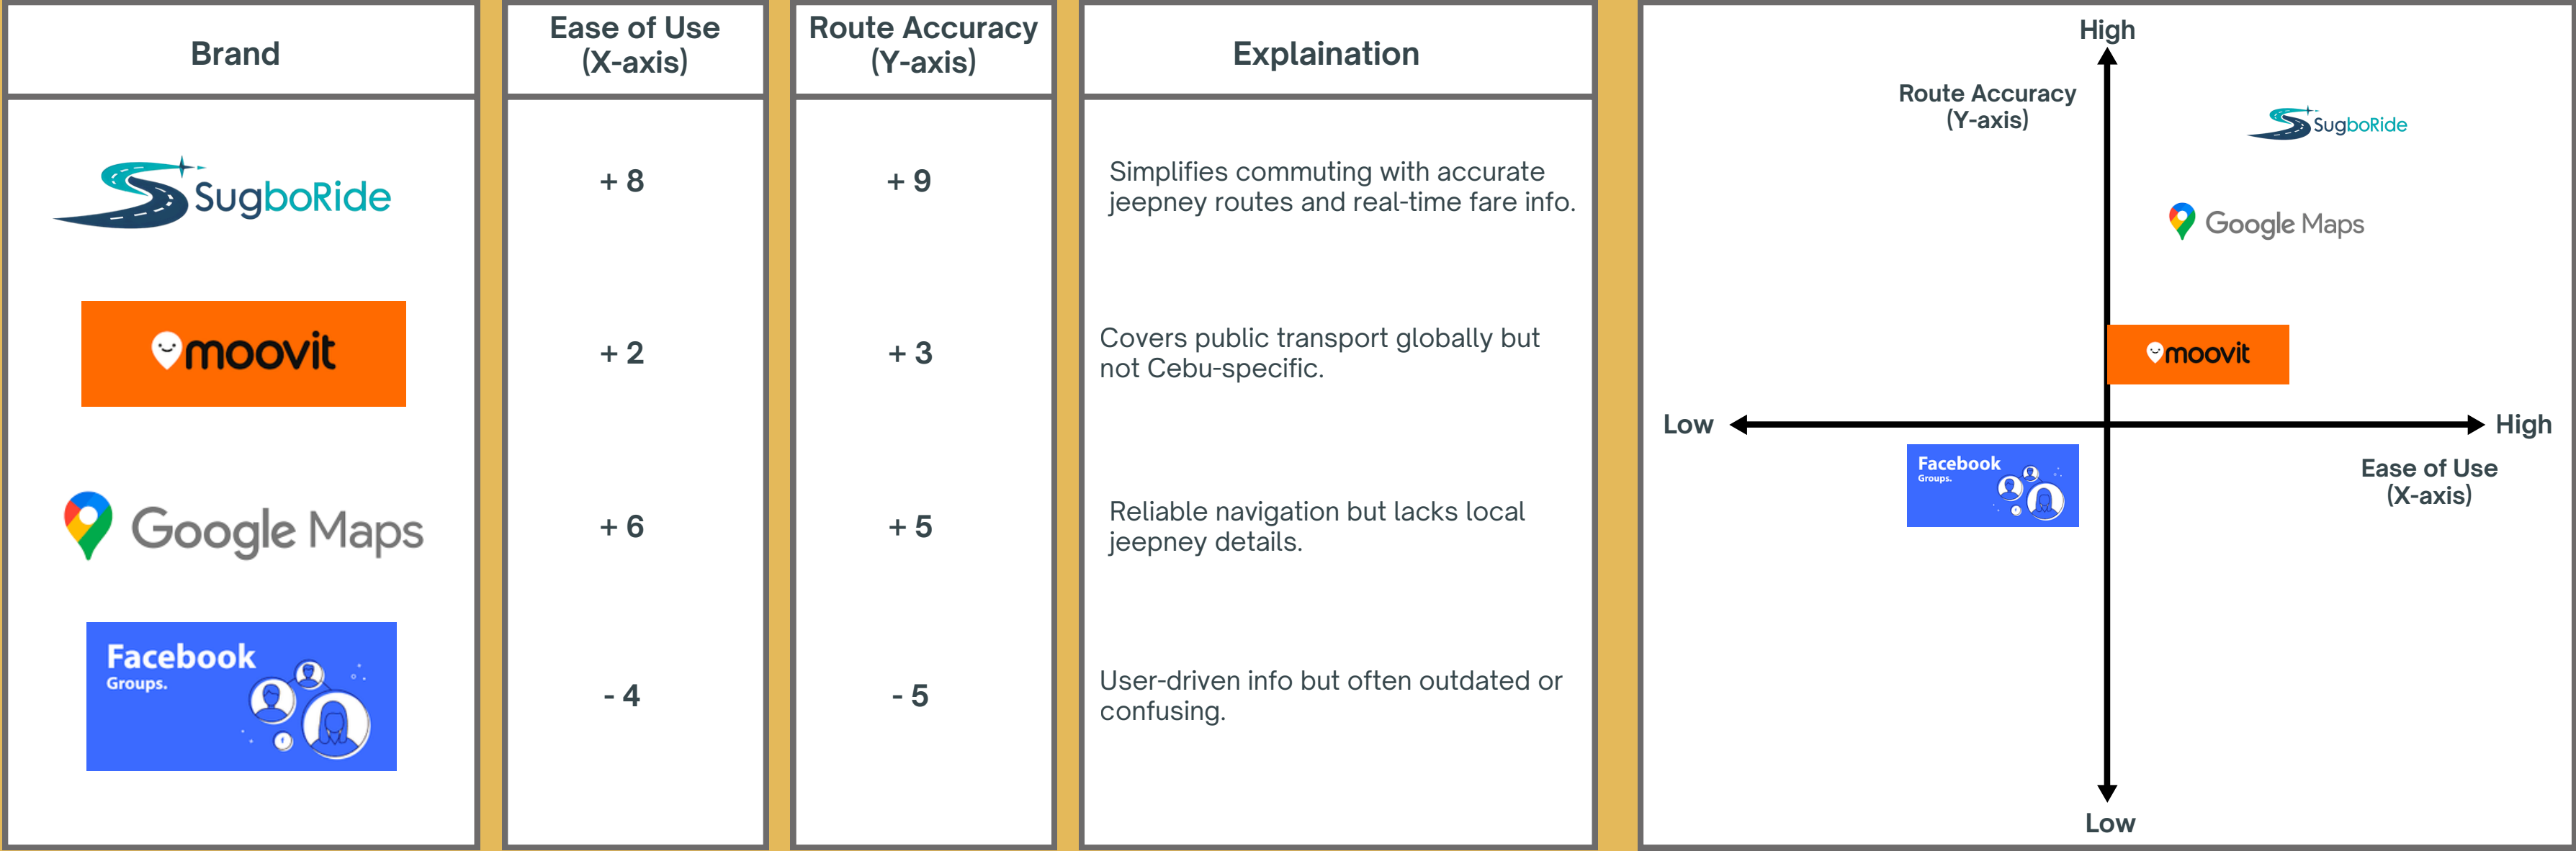 Brand
Ease of Use
(X-axis)
Route Accuracy
(Y-axis)
Explaination
SugboRide
+ 8
+ 9
Simplifies commuting with accurate
jeepney routes and real-time fare info.
moovit
+ 2
+ 3
Covers public transport globally but
not Cebu-specific.
Google Maps
+ 6
+ 5
Reliable navigation but lacks local
jeepney details.
Facebook
Groups.
- 4
- 5
User-driven info but often outdated or
confusing.
High
Route Accuracy
(Y-axis)
SugboRide
Google Maps
moovit
Low
High
Facebook
Groups.
Ease of Use
(X-axis)
Low